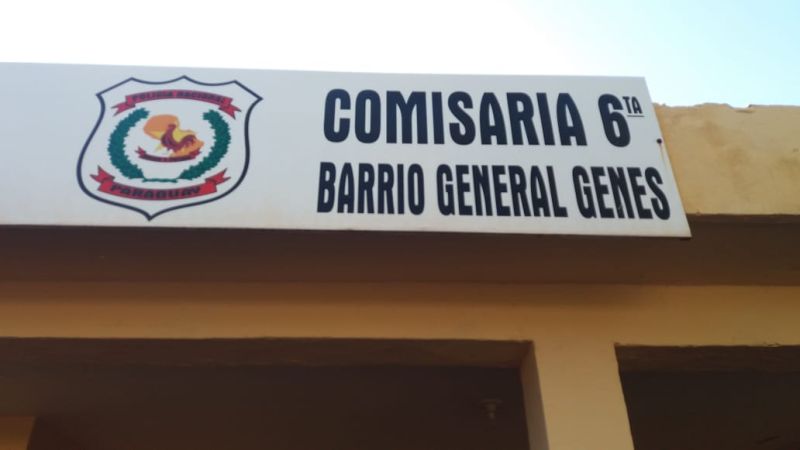 POLICIA NACIONAL
PARAGUAY
COMISARIA 6TA
BARRIO GENERAL GENES